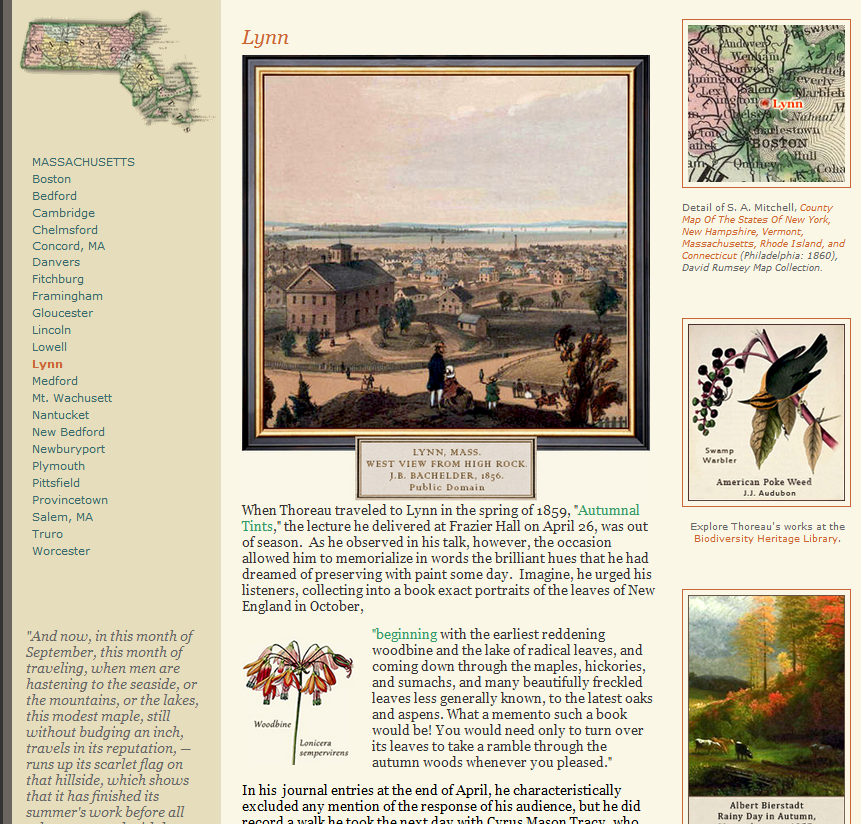 MASSACHUSETTS
Boston
Bedford
Cambridge
Chelmsford
Concord, MA
Danvers
Fitchburg
Framingham
Gloucester
Lincoln
Lowell
Lynn
Medford
Mt. Wachusett
Nantucket
New Bedford
Newburyport
Plymouth
Pittsfield
Provincetown
Salem, MA
Truro
Worcester
"And now, in this month of
September, this month of
traveling, when men are
hastening to the seaside, or
the mountains, or the lakes,
this modest maple, still
without budging an inch,
travels in its reputation, —
runs up its scarlet flag on
that hillside, which shows
that it has finished its
summer's work before all
Lynn
LYNN, MASS.
WEST VIEW FROM HIGH ROCK.
J.B. BACHELDER, 1856.
Public Domain
When Thoreau traveled to Lynn in the spring of 1859, "Autumnal
Tints," the lecture he delivered at Frazier Hall on April 26, was out
of season. As he observed in his talk, however, the occasion
allowed him to memorialize in words the brilliant hues that he had
dreamed of preserving with paint some day. Imagine, he urged his
listeners, collecting into a book exact portraits of the leaves of New
England in October,
Woodbine
Lonicera
sempervirens
"beginning with the earliest reddening
woodbine and the lake of radical leaves, and
coming down through the maples, hickories,
and sumachs, and many beautifully freckled
leaves less generally known, to the latest oaks
and aspens. What a memento such a book
would be! You would need only to turn over
its leaves to take a ramble through the
autumn woods whenever you pleased."
In his journal entries at the end of April, he characteristically
excluded any mention of the response of his audience, but he did
record a walk he took the next day with Cyrus Mason Tracy, who
Andover
Wenham
Danvers
Beverly
Salem
Lynn
Nahant
Chelsea
Charlestown
BOSTON
Hull
Quincy
Detail of S. A. Mitchell, County
Map Of The States Of New York,
New Hampshire, Vermont,
Massachusetts, Rhode Island, and
Connecticut (Philadelphia: 1860),
David Rumsey Map Collection.
Swamp
Warbler
American Poke Weed
J.J. Audubon
Explore Thoreau's works at the
Biodiversity Heritage Library.
Albert Bierstadt
Rainy Day in Autumn,